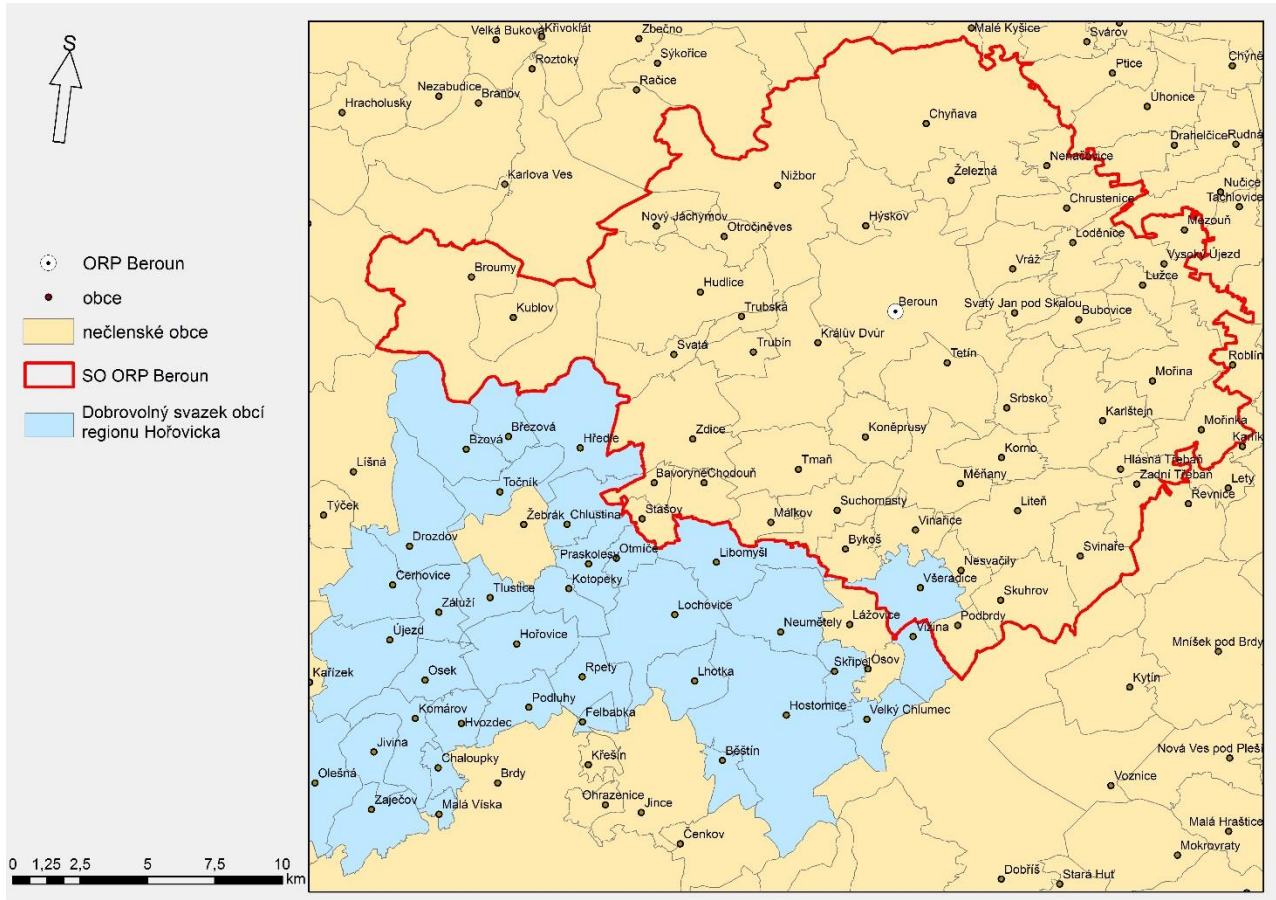 S
ORP Beroun
obce
nečlenské obce
SO ORP Beroun
Dobrovolný svazek obcí
regionu Hořovicka
0 1,25 2,5 5 7,5 10
km
Velká Buková
Křivoklát
Zbečno
Malé Kyšice
Svárov
Roztoky
Sýkořice
Ptice
Chýně
Nezabudice
Branov
Račice
Hracholusky
Úhonice
Chyňava
Drahelčice
Rudná
Nenačovice
Karlova Ves
Nižbor
Železná
Nučice
Tachlovice
Chrustenice
Nový Jáchymov
Otročiněves
Hýskov
Mezouň
Loděnice
Vysoký Újezd
Broumy
Vráž
Lužce
Hudlice
Kublov
Trubská
Beroun
Svatý Jan pod Skalou
Bubovice
Svatá
Trubín
Králův Dvůr
Tetín
Roblín
Mořina
Srbsko
Karlštejn
Mořinka
Bzová
Březová
Hředle
Zdice
Koněprusy
Karlík
Líšná
Tmaň
Korno
Hlásná Třebaň
Bavoryně
Chodouň
Měňany
Zadní Třebaň
Lety
Točník
Řevnice
Týček
Žebrák
Chlustina
Stašov
Málkov
Suchomasty
Liteň
Vinařice
Drozdov
Praskolesy
Otmíče
Libomyšl
Bykoš
Nesvačily
Svinaře
Cerhovice
Tlustice
Kotopeky
Všeradice
Skuhrov
Záluží
Lochovice
Lážovice
Podbrdy
Újezd
Hořovice
Neumětely
Vižina
Mníšek pod Brdy
Kařízek
Osek
Rpety
Lhotka
Skřipel
Osov
Kytín
Komárov
Hvozdec
Podluhy
Felbabka
Hostomice
Velký Chlumec
Jivina
Chaloupky
Křešín
Běštín
Nová Ves pod Pleší
Olešná
Brdy
Voznice
Zaječov
Malá Víska
Ohrazenice
Jince
Malá Hraštice
Čenkov
Mokrovraty
Dobříš
Stará Huť